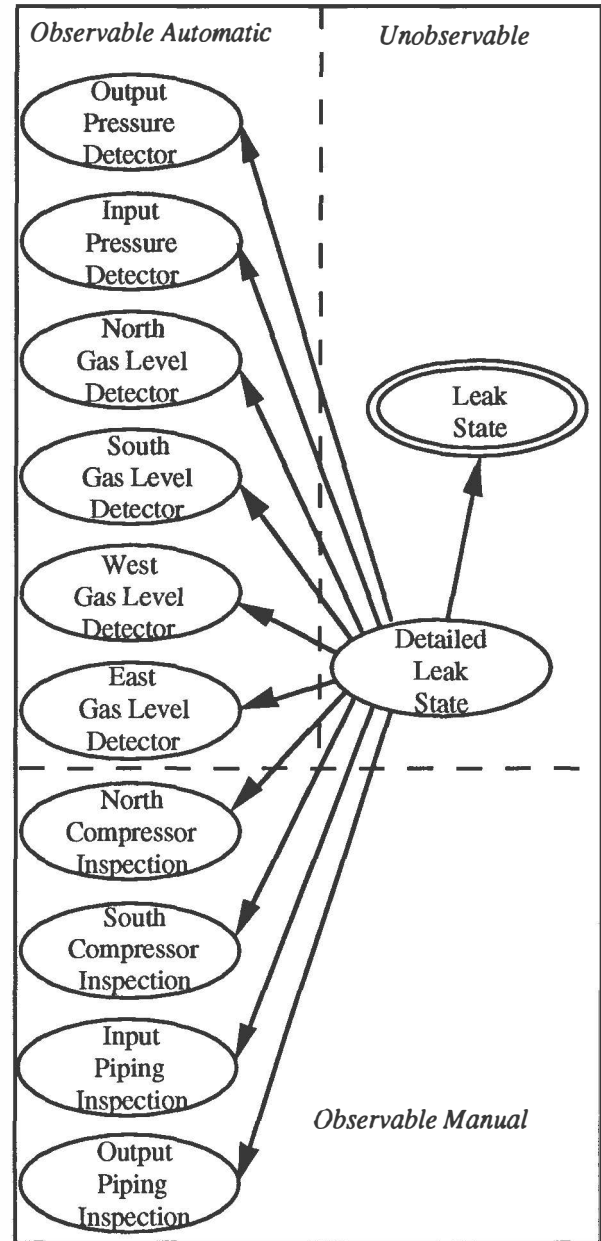 Observable Automatic
Unobservable
Output
Pressure
Detector
Input
Pressure
Detector
North
Gas Level
Detector
South
Gas Level
Detector
West
Gas Level
Detector
East
Gas Level
Detector
Leak
State
Detailed
Leak
State
North
Compressor
Inspection
South
Compressor
Inspection
Input
Piping
Inspection
Output
Piping
Inspection
Observable Manual